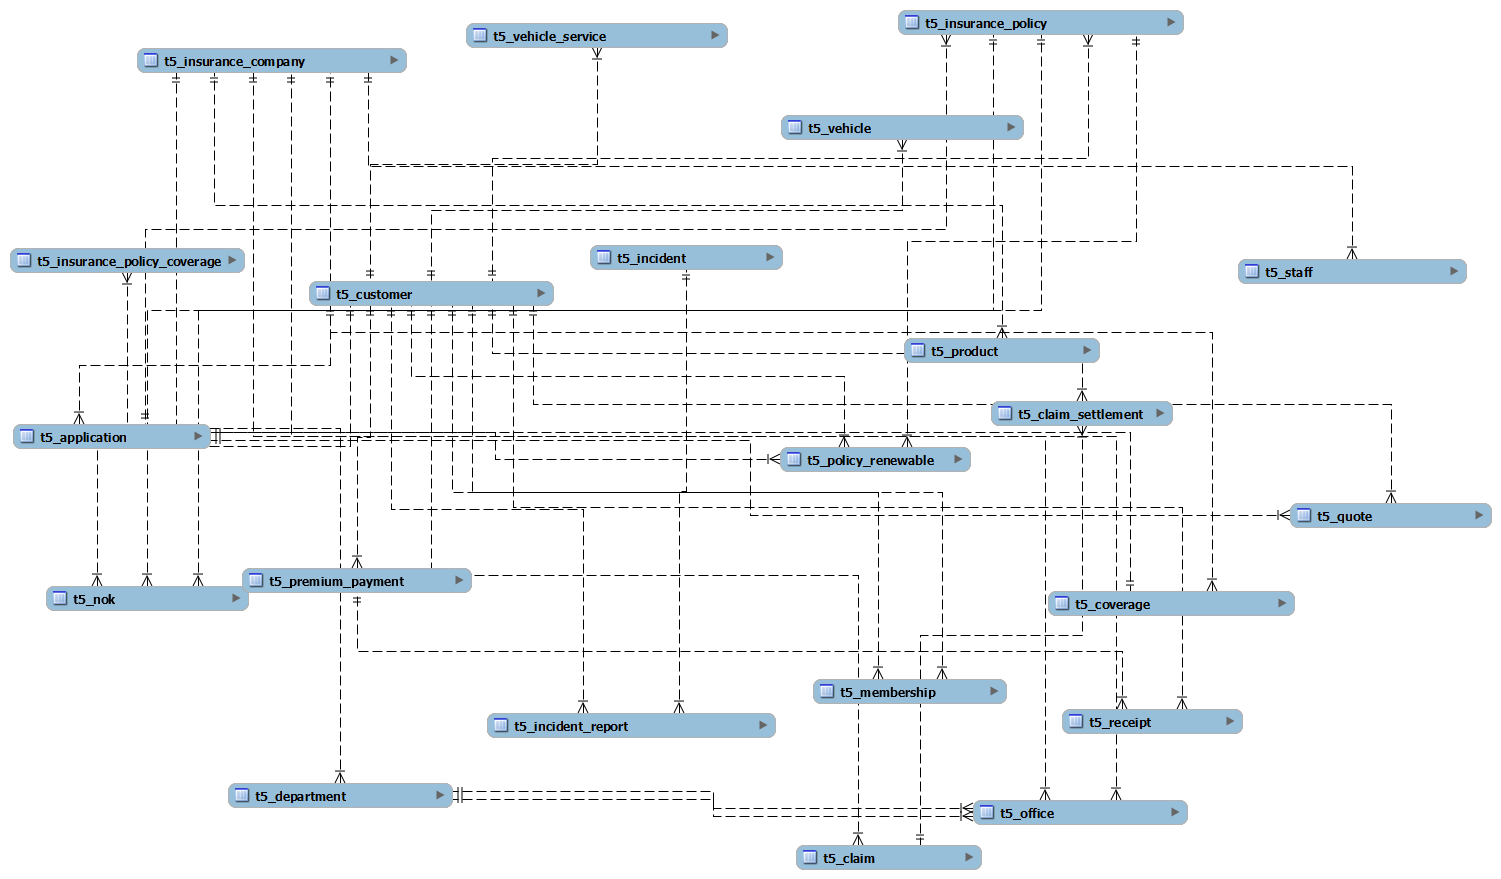 t5_insurance_policy
t5_vehicle_service
t5_insurance_company
t5_vehicle
t5_insurance_policy_coverage
t5_incident
t5_staff
t5_customer
t5_product
t5_claim_settlement
t5_application
t5_policy_renewable
t5_quote
t5_premium_payment
t5_nok
t5_coverage
t5_membership
t5_receipt
t5_incident_report
t5_department
t5_office
t5_claim